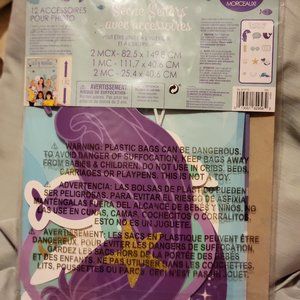 MORCEAUX
12 ACCESSOIRES
POUR PHOTO
avec accessoires
2 MCX - 82.5 x 149.8 CM
1 MC - 111.7 x 40.6 CM
2 MC - 25.4 x 40.6 CM
AVERTISSEMENT
WARNING: PLASTIC BAGS CAN BE DANGEROUS.
TO AVOID DANGER OF SUFFOCATION, KEEP BAGS AWAY
FROM BABIES & CHILDREN. DO NOT USE IN CRIBS, BEDS,
CARRIAGES OR PLAYPENS. THIS IS NOT A TOY.
ADVERTENCIA: LAS BOLSAS DE PLASTICO PUEDEN
SER PELIGROSAS. PARA EVITAR EL RIESGO DE ASFIXIA
MANTÉNGALAS FUERA DEL ALCANCE DE BEBES Y NINOS. NO
LAS USE EN CUNAS, CAMAS, COCHECITOS O CORRALITOS.
ESTO NO ES UN JUGUETE.
AVERTISSEMENT: LES SACS EN PLASTIQUE PEUVENT ÊTRE
DANGEREUX. POUR ÉVITER LES DANGERS DE SUFFOCATION
GARDEZ LES SACS HORS DE LA PORTÉE DES BÉBÉS
ET DES ENFANTS. NE PAS UTILISER DANS LES COUCHETTES,
LITS, POUSSETTES OU PARCS. CECI N'EST PAS UN JOUET.